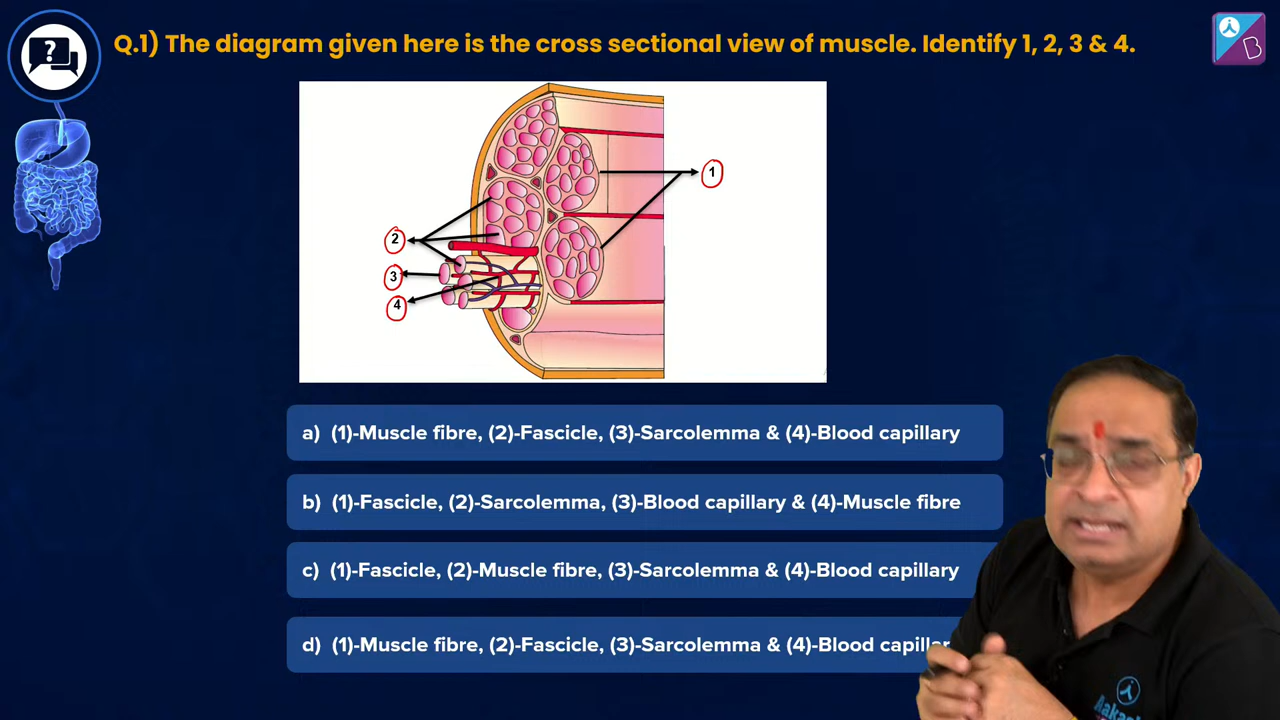 ?
Q.1) The diagram given here is the cross sectional view of muscle. Identify 1, 2, 3 & 4.
B
1
2
3
4
a) (1)-Muscle fibre, (2)-Fascicle, (3)-Sarcolemma & (4)-Blood capillary
b) (1)-Fascicle, (2)-Sarcolemma, (3)-Blood capillary & (4)-Muscle fibre
c) (1)-Fascicle, (2)-Muscle fibre, (3)-Sarcolemma & (4)-Blood capillary
d) (1)-Muscle fibre, (2)-Fascicle, (3)-Sarcolemma & (4)-Blood